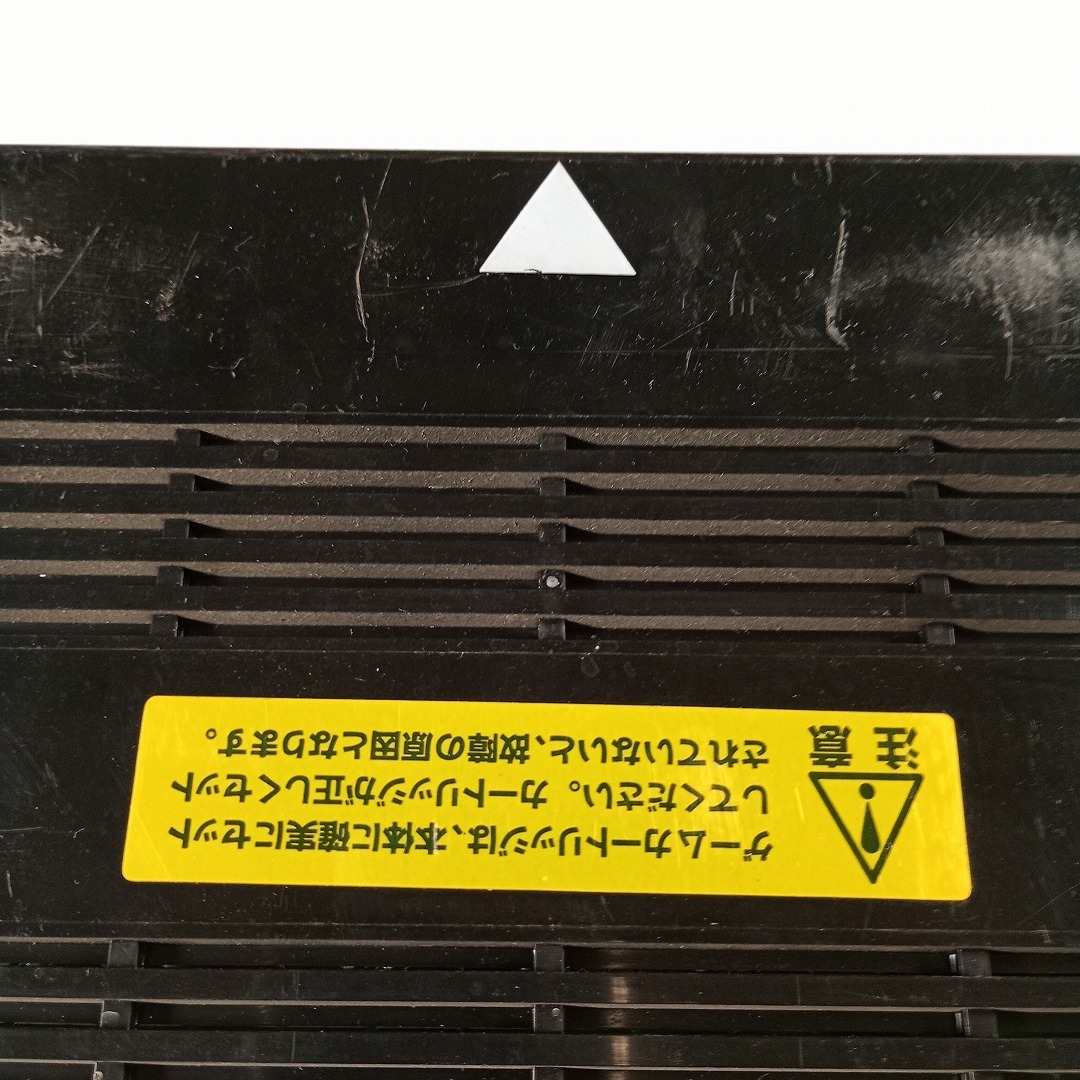 注意
ゲームカートリッジは、本体に確実にセット
してください。カートリッジが正しくセット
されていないと、故障の原因となります。